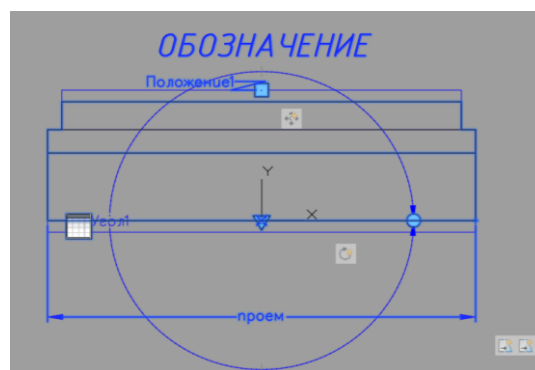 ОБОЗНАЧЕНИЕ
Положение1
Y
X
Угол1
проем